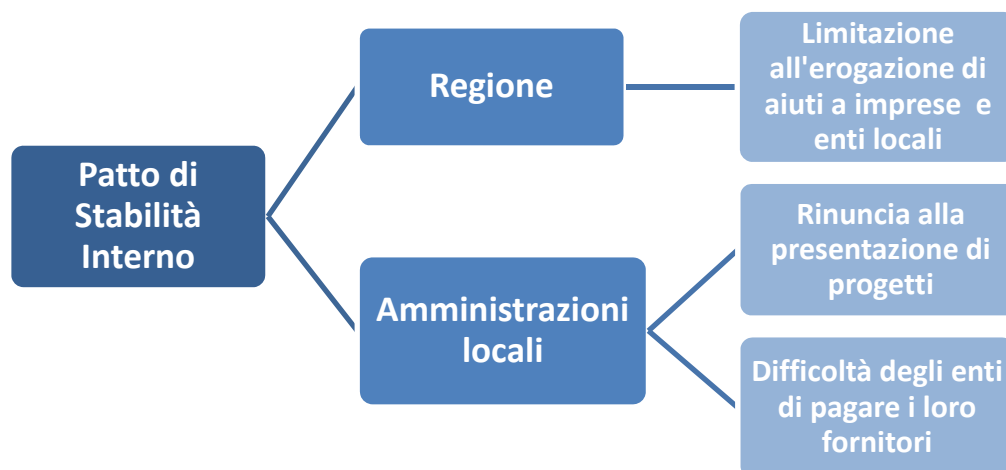 Patto di
Stabilità
Interno
Regione
Limitazione
all'erogazione di
aiuti a imprese e
enti locali
Amministrazioni
locali
Rinuncia alla
presentazione di
progetti
Difficoltà degli enti
di pagare i loro
fornitori